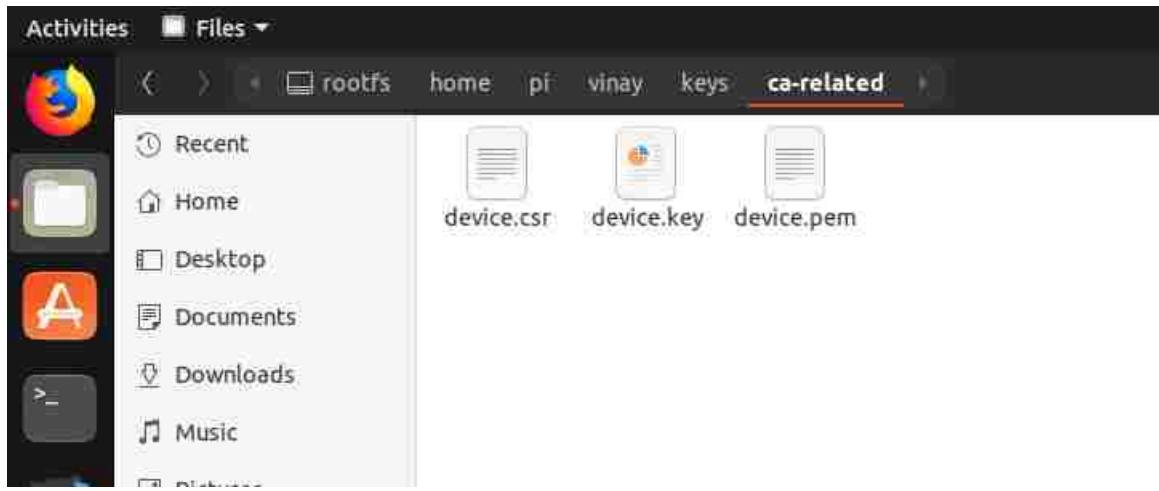 Activities Files
rootfs home pi vinay keys ca-related
Recent
Home
Desktop
Documents
Downloads
Music
Pictures
device.csr device.key device.pem